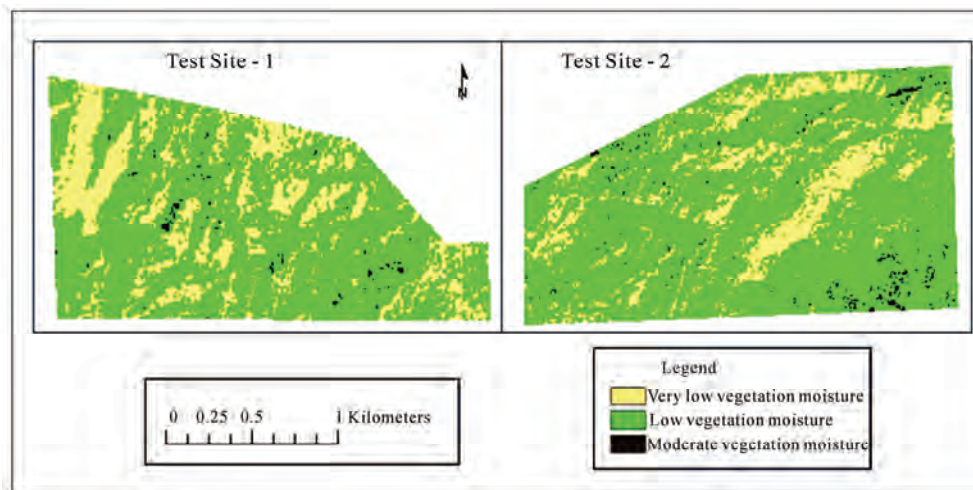 Test Site - 1
N
Test Site - 2
0 0.25 0.5 1 Kilometers
Legend
Very low vegetation moisture
Low vegetation moisture
Moderate vegetation moisture